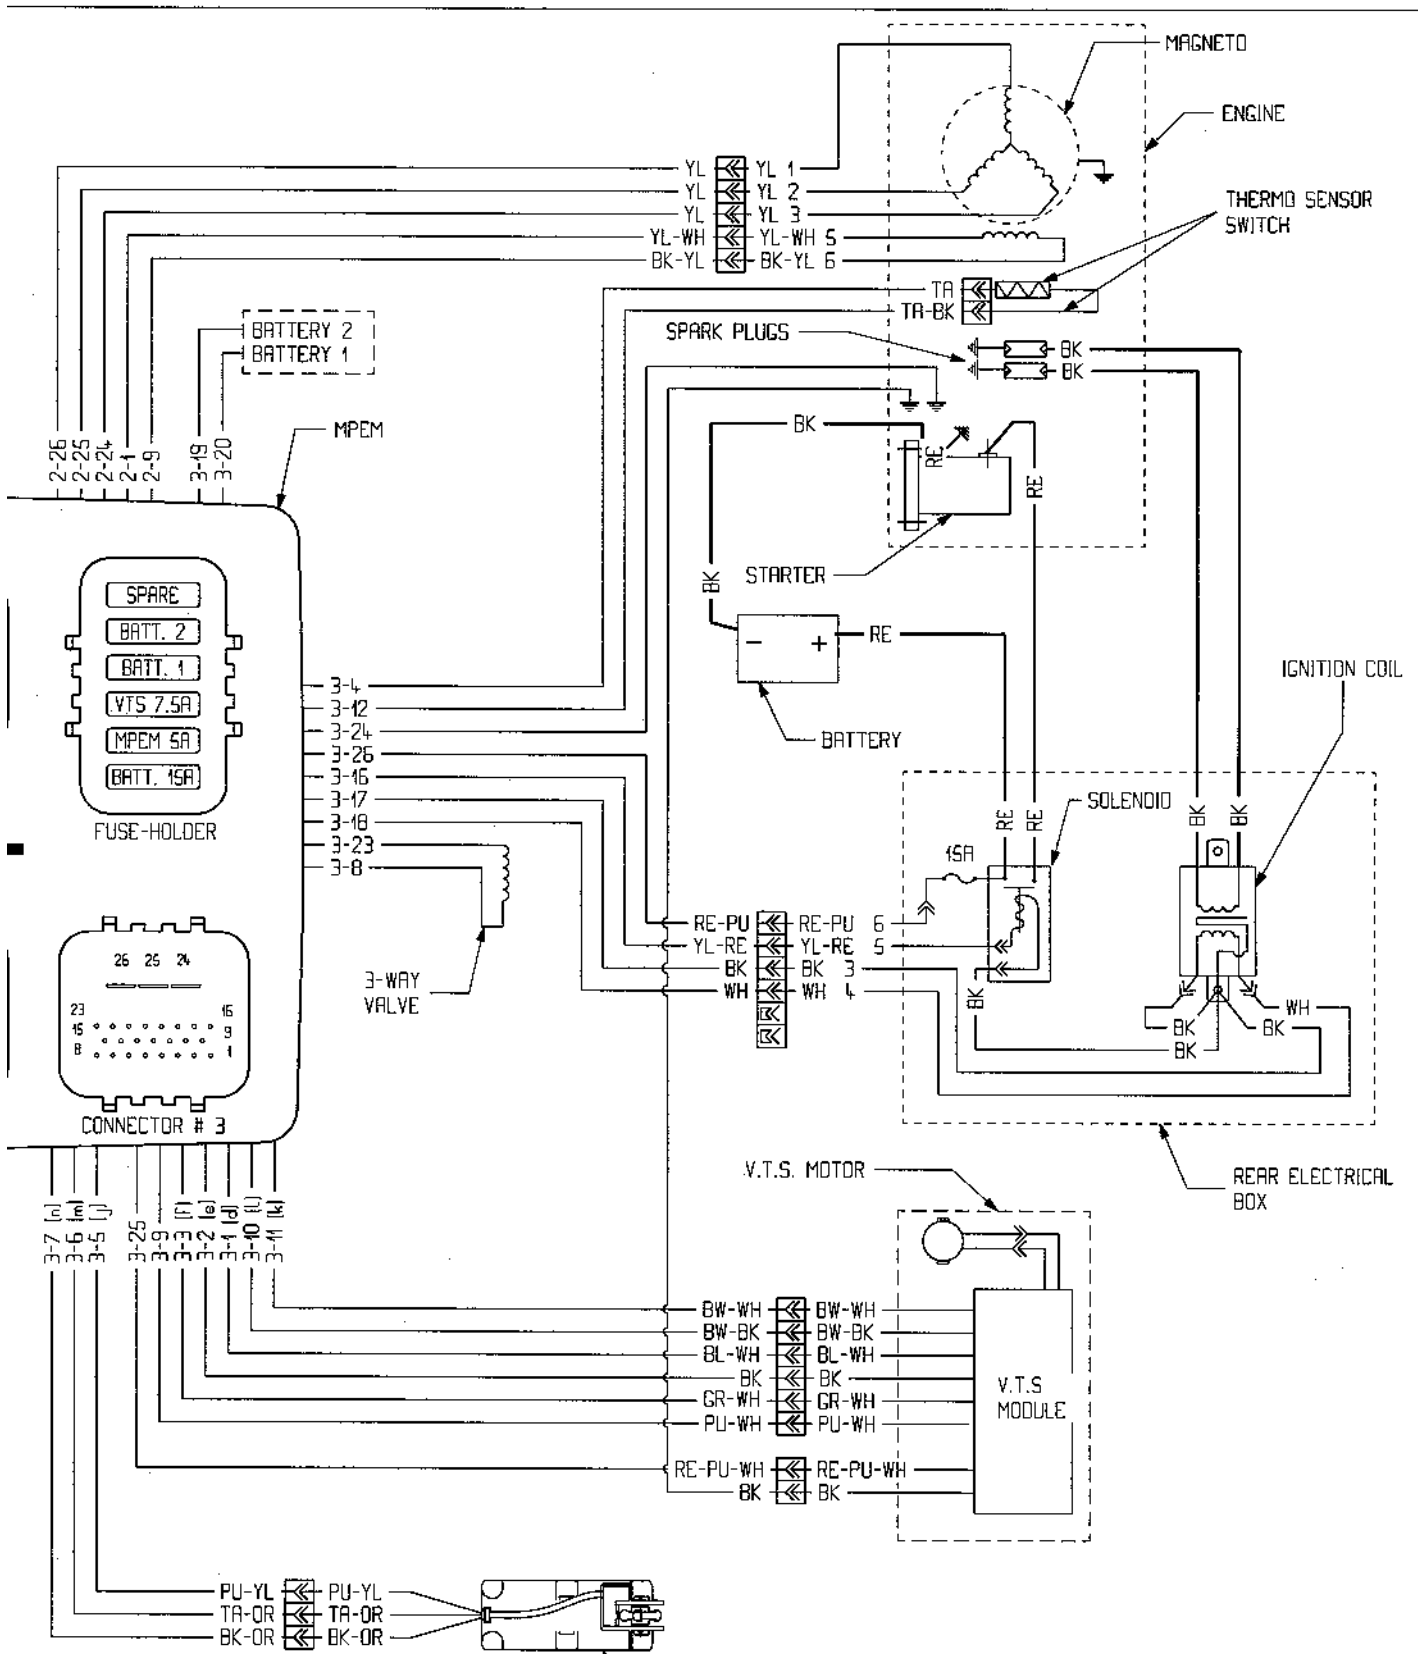 MAGNETO
ENGINE
YL YL 1
YL YL 2
YL YL 3
YL-WH YL-WH 5
BK-YL BK-YL 6
THERMO SENSOR
SWITCH
TA
TA-BK
BATTERY 2
BATTERY 1
SPARK PLUGS
BK
BK
MPEM
2-26
2-25
2-24
2-1
2-9
3-19
3-20
BK
RE
RE
BK
STARTER
SPARE
BATT. 2
BATT. 1
VTS 7.5A
MPEM 5A
BATT. 15A
FUSE-HOLDER
- +
RE
BATTERY
IGNITION COIL
3-4
3-12
3-24
3-26
3-16
3-17
3-18
3-23
3-8
SOLENOID
RE
RE
BK
BK
15A
3-WAY
VALVE
RE-PU RE-PU 6
YL-RE YL-RE 5
BK BK 3
WH WH 4
BK
BK
BK
BK
WH
26 25 24
23 16
15 9
8 1
CONNECTOR # 3
REAR ELECTRICAL
BOX
V.T.S. MOTOR
3-7 (n)
3-6 (m)
3-5 (j)
3-25
3-9
3-3 (f)
3-2 (e)
3-1 (d)
3-10 (l)
3-11 (k)
BW-WH BW-WH
BW-BK BW-BK
BL-WH BL-WH
BK BK
GR-WH GR-WH
PU-WH PU-WH
RE-PU-WH RE-PU-WH
BK BK
V.T.S
MODULE
PU-YL PU-YL
TA-OR TA-OR
BK-OR BK-OR